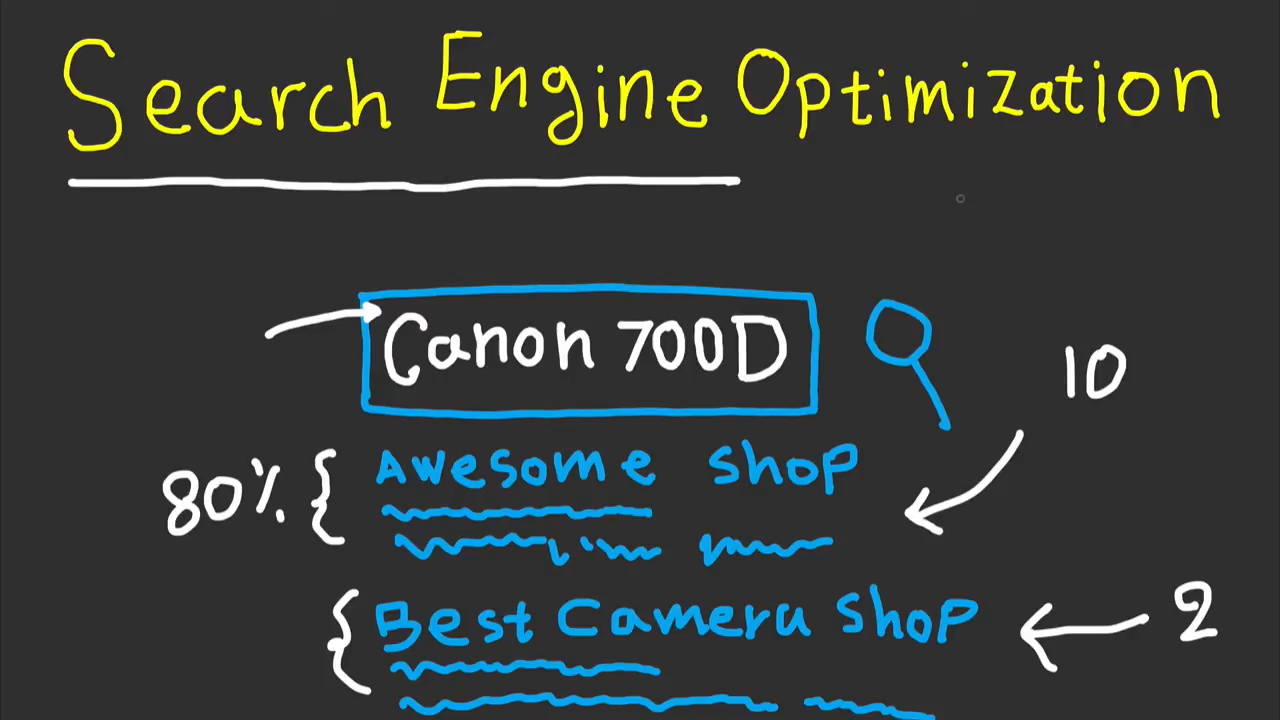 Search Engine Optimization
Canon 700D
10
80% { Awesome shop
{ Best Camera shop
2